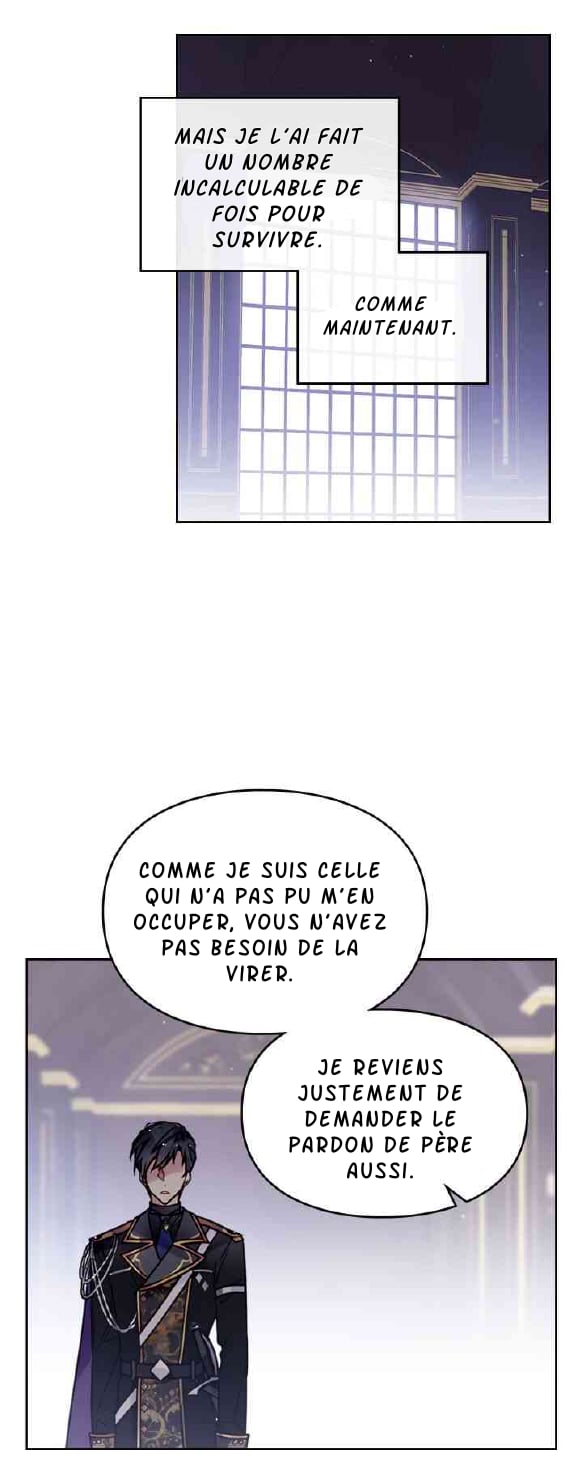 MAIS JE L'AI FAIT
UN NOMBRE
INCALCULABLE DE
FOIS POUR
SURVIVRE.
COMME
MAINTENANT.
COMME JE SUIS CELLE
QUI N'A PAS PU M'EN
OCCUPER, VOUS N'AVEZ
PAS BESOIN DE LA
VIRER.
JE REVIENS
JUSTEMENT DE
DEMANDER LE
PARDON DE PÈRE
AUSSI.